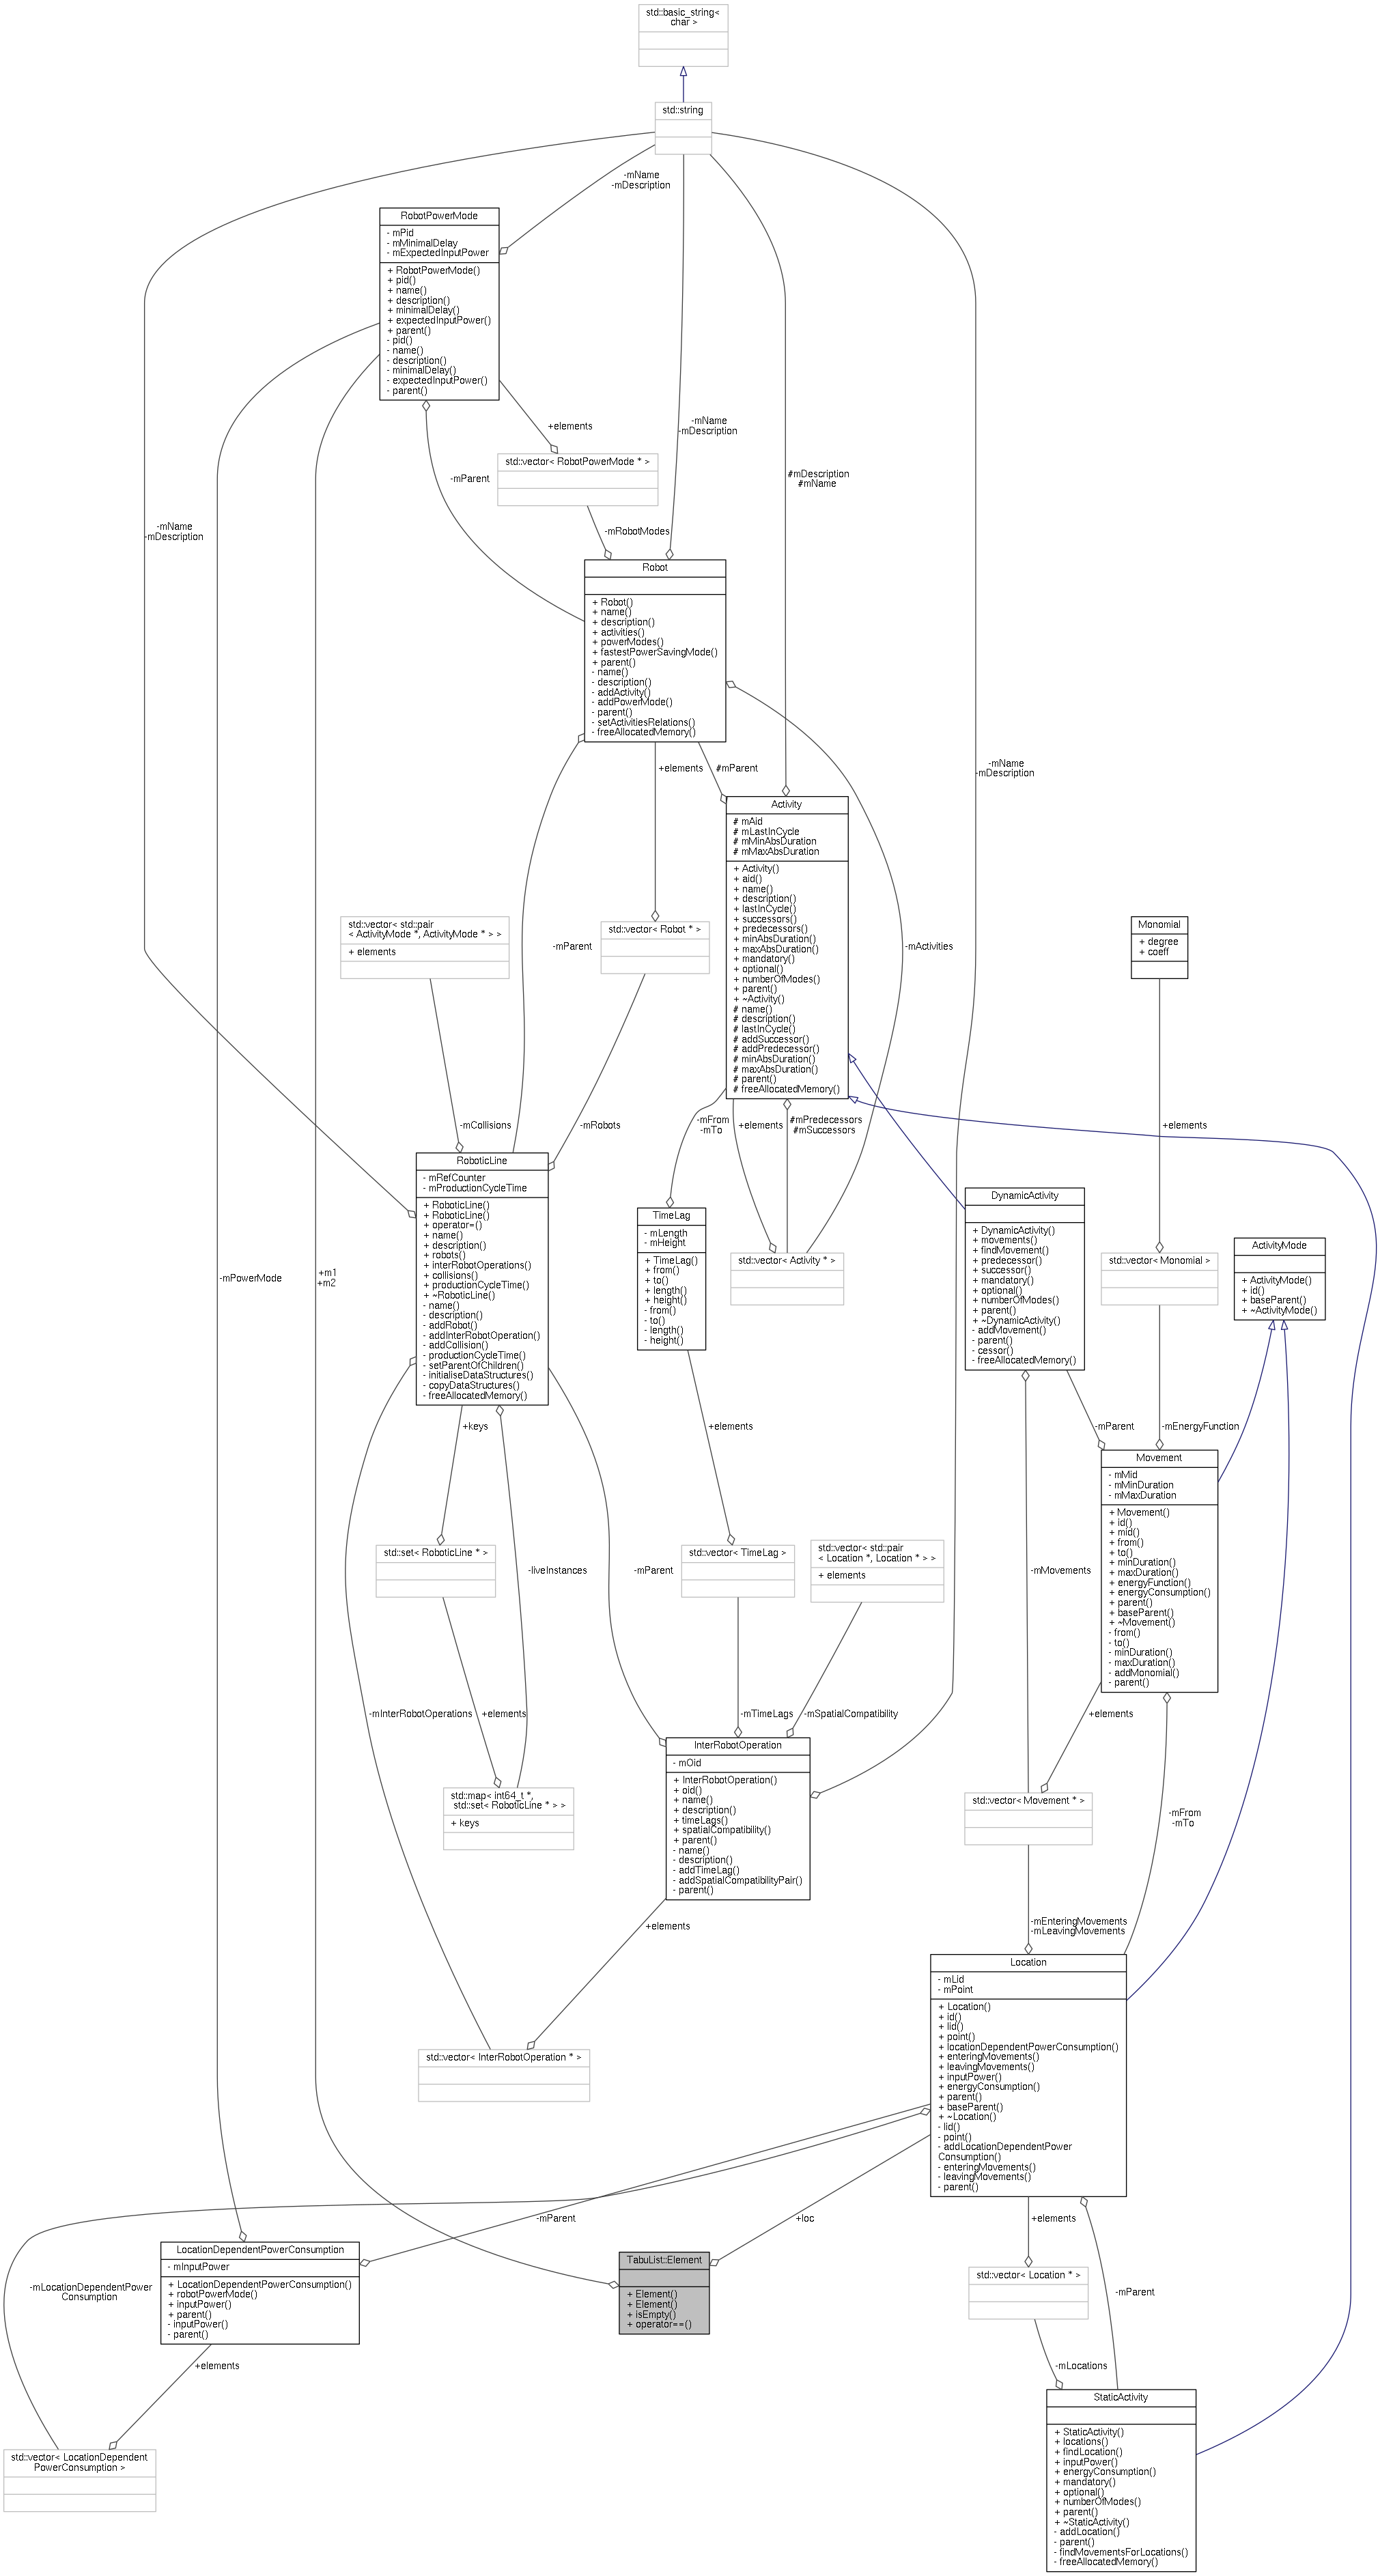 std::basic_string<
char >
std::string
-mName
-mDescription
RobotPowerMode
- mPid
- mMinimalDelay
- mExpectedInputPower
+ RobotPowerMode()
+ pid()
+ name()
+ description()
+ minimalDelay()
+ expectedInputPower()
+ parent()
- pid()
- name()
- description()
- minimalDelay()
- expectedInputPower()
- parent()
+elements
-mName
-mDescription
#mDescription
#mName
-mParent
std::vector< RobotPowerMode * >
-mName
-mDescription
-mRobotModes
Robot
+ Robot()
+ name()
+ description()
+ activities()
+ powerModes()
+ fastestPowerSavingMode()
+ parent()
- name()
- description()
- addActivity()
- addPowerMode()
- parent()
- setActivitiesRelations()
- freeAllocatedMemory()
-mName
-mDescription
+elements
#mParent
Activity
# mAid
# mLastInCycle
# mMinAbsDuration
# mMaxAbsDuration
+ Activity()
+ aid()
+ name()
+ description()
+ lastInCycle()
+ successors()
+ predecessors()
+ minAbsDuration()
+ maxAbsDuration()
+ mandatory()
+ optional()
+ numberOfModes()
+ parent()
+ ~Activity()
# name()
# description()
# lastInCycle()
# addSuccessor()
# addPredecessor()
# minAbsDuration()
# maxAbsDuration()
# parent()
# freeAllocatedMemory()
std::vector< std::pair
< ActivityMode *, ActivityMode * > >
+ elements
-mParent
std::vector< Robot * >
-mActivities
Monomial
+ degree
+ coeff
-mCollisions
-mRobots
-mFrom
-mTo
+elements
#mPredecessors
#mSuccessors
+elements
RoboticLine
- mRefCounter
- mProductionCycleTime
+ RoboticLine()
+ RoboticLine()
+ operator=()
+ name()
+ description()
+ robots()
+ interRobotOperations()
+ collisions()
+ productionCycleTime()
+ ~RoboticLine()
- name()
- description()
- addRobot()
- addInterRobotOperation()
- addCollision()
- productionCycleTime()
- setParentOfChildren()
- initialiseDataStructures()
- copyDataStructures()
- freeAllocatedMemory()
TimeLag
- mLength
- mHeight
+ TimeLag()
+ from()
+ to()
+ length()
+ height()
- from()
- to()
- length()
- height()
std::vector< Activity * >
DynamicActivity
+ DynamicActivity()
+ movements()
+ findMovement()
+ predecessor()
+ successor()
+ mandatory()
+ optional()
+ numberOfModes()
+ parent()
+ ~DynamicActivity()
- addMovement()
- parent()
- cessor()
- freeAllocatedMemory()
std::vector< Monomial >
ActivityMode
+ ActivityMode()
+ id()
+ baseParent()
+ ~ActivityMode()
-mPowerMode
+m1
+m2
+keys
+elements
-mParent
-mEnergyFunction
Movement
- mMid
- mMinDuration
- mMaxDuration
+ Movement()
+ id()
+ mid()
+ from()
+ to()
+ minDuration()
+ maxDuration()
+ energyFunction()
+ energyConsumption()
+ parent()
+ baseParent()
+ ~Movement()
- from()
- to()
- minDuration()
- maxDuration()
- addMonomial()
- parent()
std::set< RoboticLine * >
-liveInstances
-mParent
std::vector< TimeLag >
std::vector< std::pair
< Location *, Location * > >
+ elements
-mMovements
-mInterRobotOperations
+elements
-mTimeLags
-mSpatialCompatibility
+elements
InterRobotOperation
- mOid
+ InterRobotOperation()
+ oid()
+ name()
+ description()
+ timeLags()
+ spatialCompatibility()
+ parent()
- name()
- description()
- addTimeLag()
- addSpatialCompatibilityPair()
- parent()
std::map< int64_t *,
std::set< RoboticLine * > >
+ keys
std::vector< Movement * >
-mFrom
-mTo
+elements
-mEnteringMovements
-mLeavingMovements
Location
- mLid
- mPoint
+ Location()
+ id()
+ lid()
+ point()
+ locationDependentPowerConsumption()
+ enteringMovements()
+ leavingMovements()
+ inputPower()
+ energyConsumption()
+ parent()
+ baseParent()
+ ~Location()
- lid()
- point()
- addLocationDependentPower
Consumption()
- enteringMovements()
- leavingMovements()
- parent()
std::vector< InterRobotOperation * >
-mParent
+loc
+elements
LocationDependentPowerConsumption
- mInputPower
+ LocationDependentPowerConsumption()
+ robotPowerMode()
+ inputPower()
+ parent()
- inputPower()
- parent()
TabuList::Element
+ Element()
+ Element()
+ isEmpty()
+ operator==()
std::vector< Location * >
-mParent
-mLocationDependentPower
Consumption
+elements
-mLocations
StaticActivity
+ StaticActivity()
+ locations()
+ findLocation()
+ inputPower()
+ energyConsumption()
+ mandatory()
+ optional()
+ numberOfModes()
+ parent()
+ ~StaticActivity()
- addLocation()
- parent()
- findMovementsForLocations()
- freeAllocatedMemory()
std::vector< LocationDependent
PowerConsumption >